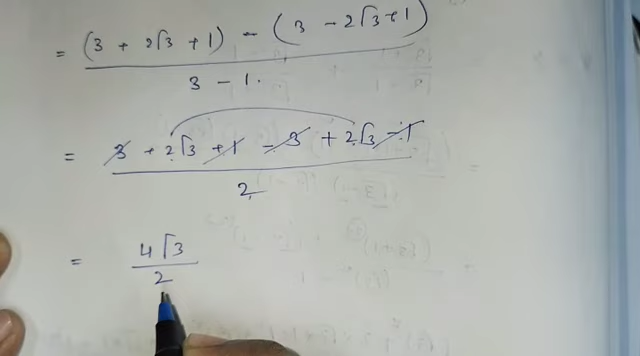 = (3 + 2√3 + 1) - (3 - 2√3 + 1)
3 - 1.
= 3 + 2√3 + 1 - 3 + 2√3 - 1
2
= 4√3
2